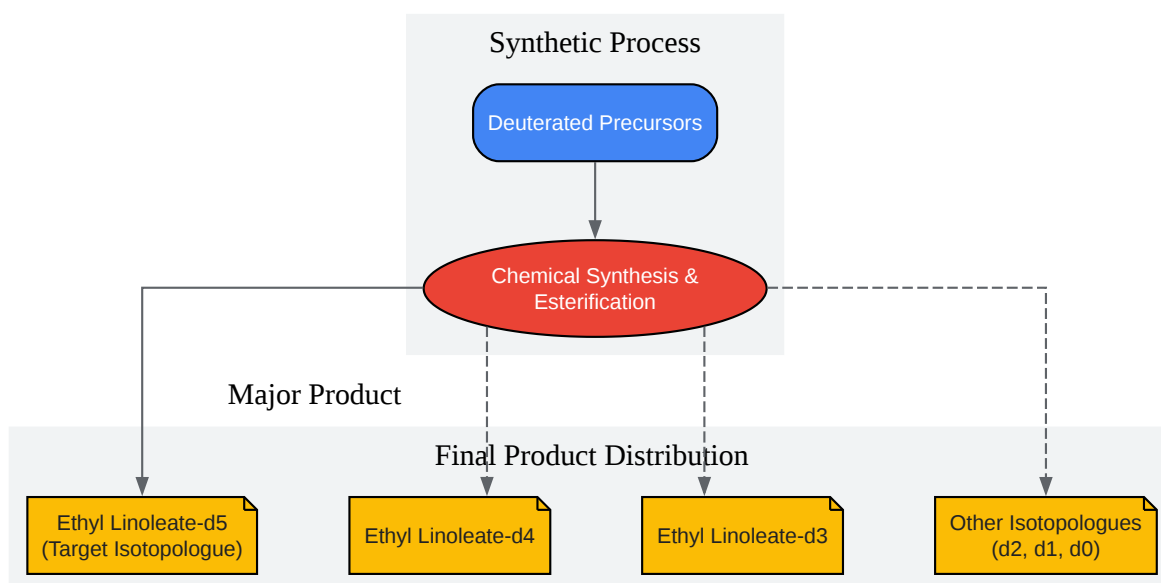 Synthetic Process
Deuterated Precursors
Chemical Synthesis &
Esterification
Major Product
Final Product Distribution
Ethyl Linoleate-d5
(Target Isotopologue)
Ethyl Linoleate-d4
Ethyl Linoleate-d3
Other Isotopologues
(d2, d1, d0)